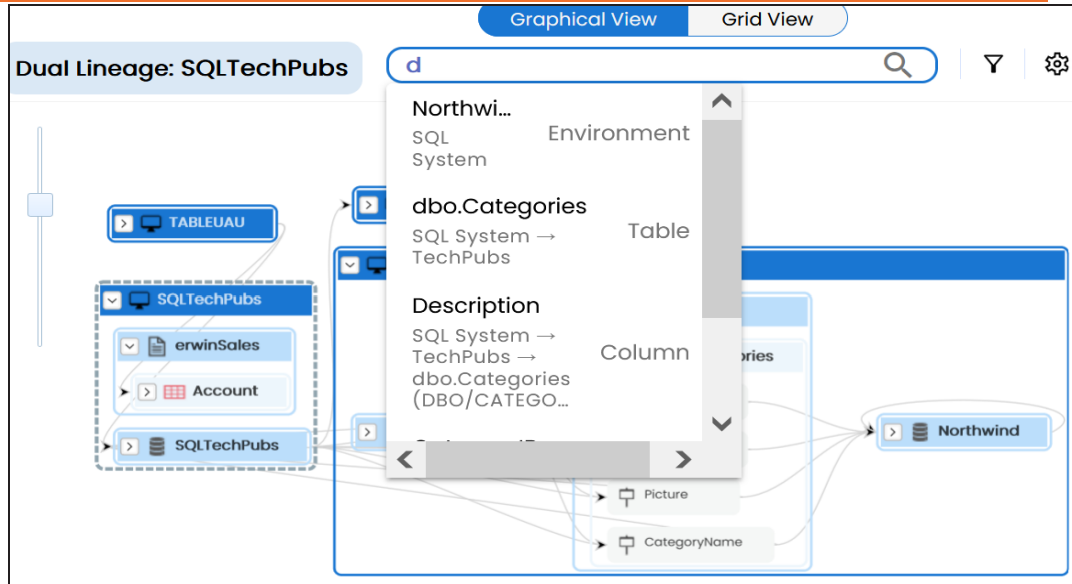 Graphical View
Grid View
Dual Lineage: SQLTechPubs
d
Northwi...
SQL
System
Environment
dbo.Categories
SQL System →
TechPubs
Table
Description
SQL System →
TechPubs →
dbo.Categories
(DBO/CATEGO...
Column
TABLEUAU
SQLTechPubs
erwinSales
Account
SQLTechPubs
ories
Northwind
Picture
CategoryName